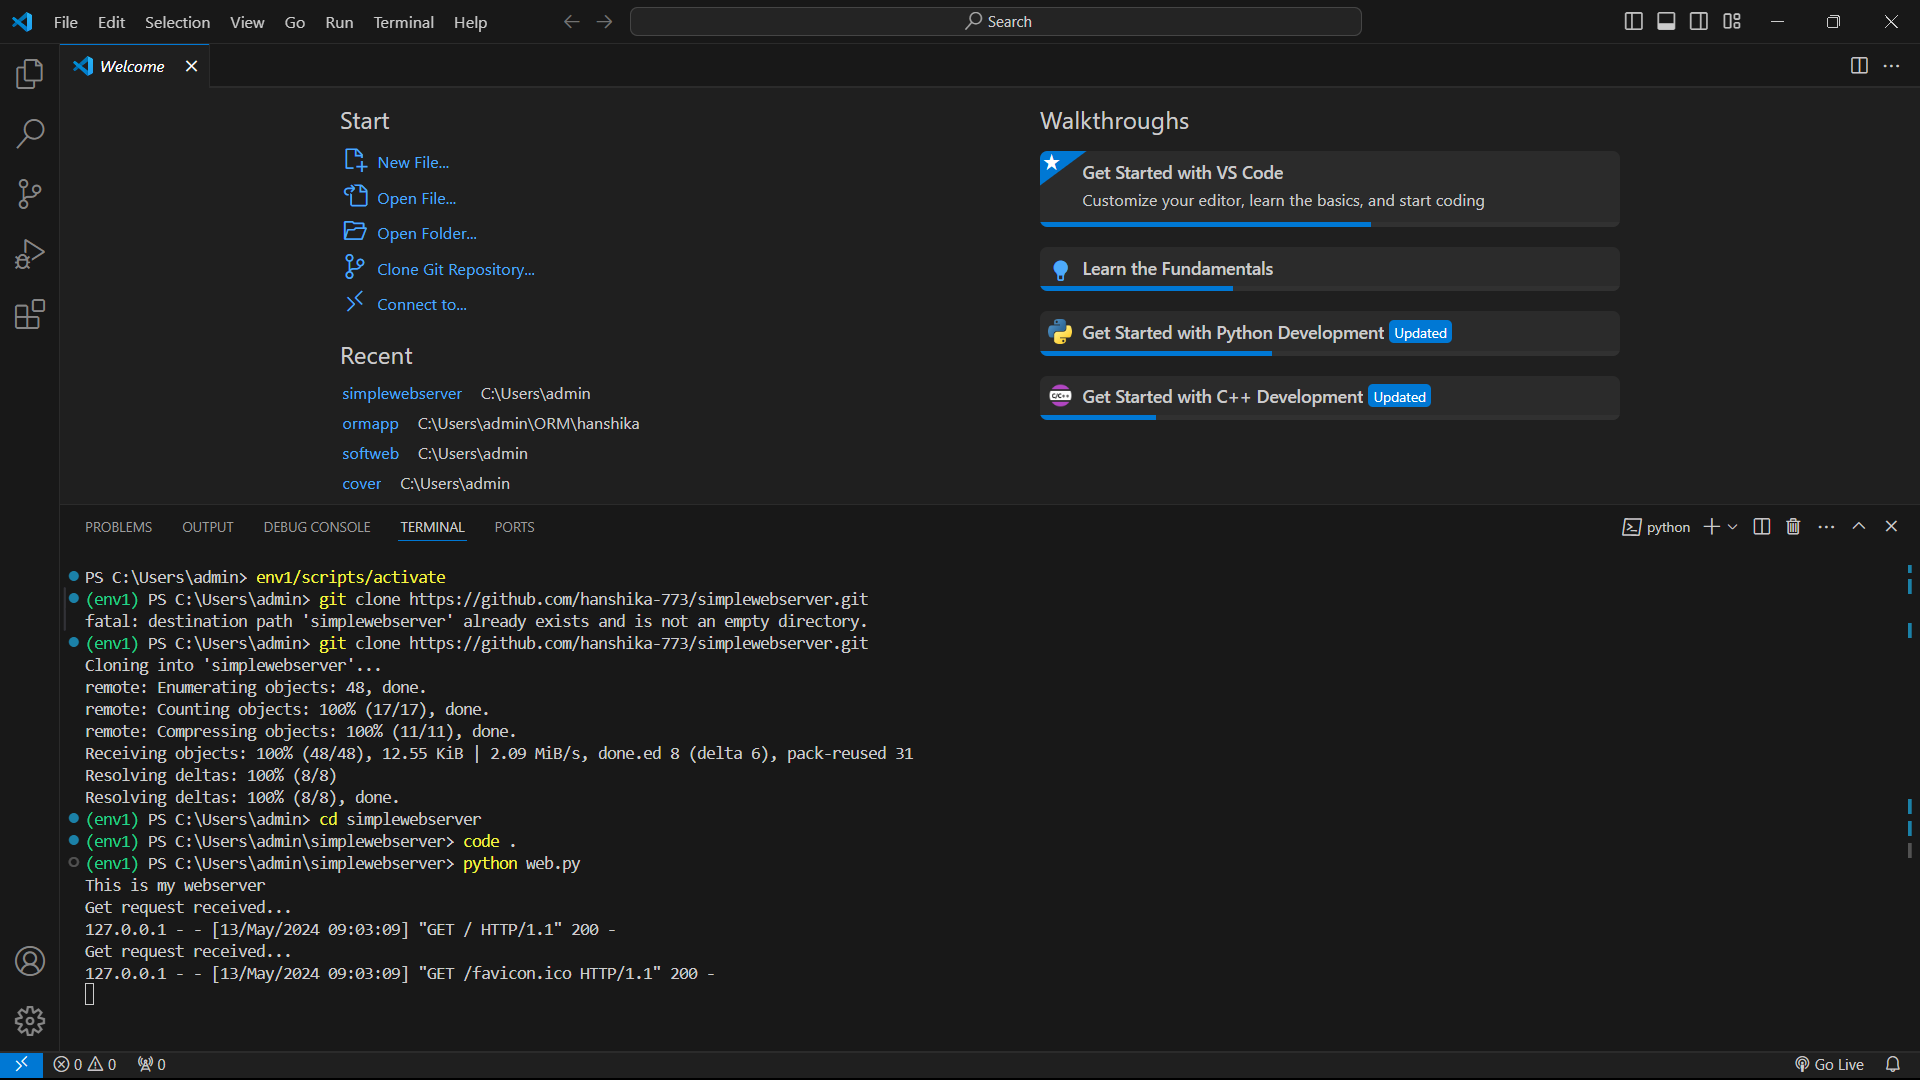 File Edit Selection View Go Run Terminal Help
Search
Welcome
Start
New File...
Open File...
Open Folder...
Clone Git Repository...
Connect to...
Recent
simplewebserver C:\Users\admin
ormapp C:\Users\admin\ORM\hanshika
softweb C:\Users\admin
cover C:\Users\admin
Walkthroughs
Get Started with VS Code
Customize your editor, learn the basics, and start coding
Learn the Fundamentals
Get Started with Python Development Updated
C/C++ Get Started with C++ Development Updated
PROBLEMS OUTPUT DEBUG CONSOLE TERMINAL PORTS
python
PS C:\Users\admin> env1/scripts/activate
(env1) PS C:\Users\admin> git clone https://github.com/hanshika-773/simplewebserver.git
fatal: destination path 'simplewebserver' already exists and is not an empty directory.
(env1) PS C:\Users\admin> git clone https://github.com/hanshika-773/simplewebserver.git
Cloning into 'simplewebserver'...
remote: Enumerating objects: 48, done.
remote: Counting objects: 100% (17/17), done.
remote: Compressing objects: 100% (11/11), done.
Receiving objects: 100% (48/48), 12.55 KiB | 2.09 MiB/s, done.ed 8 (delta 6), pack-reused 31
Resolving deltas: 100% (8/8)
Resolving deltas: 100% (8/8), done.
(env1) PS C:\Users\admin> cd simplewebserver
(env1) PS C:\Users\admin\simplewebserver> code .
(env1) PS C:\Users\admin\simplewebserver> python web.py
This is my webserver
Get request received...
127.0.0.1 - - [13/May/2024 09:03:09] "GET / HTTP/1.1" 200 -
Get request received...
127.0.0.1 - - [13/May/2024 09:03:09] "GET /favicon.ico HTTP/1.1" 200 -
0 0 0
Go Live